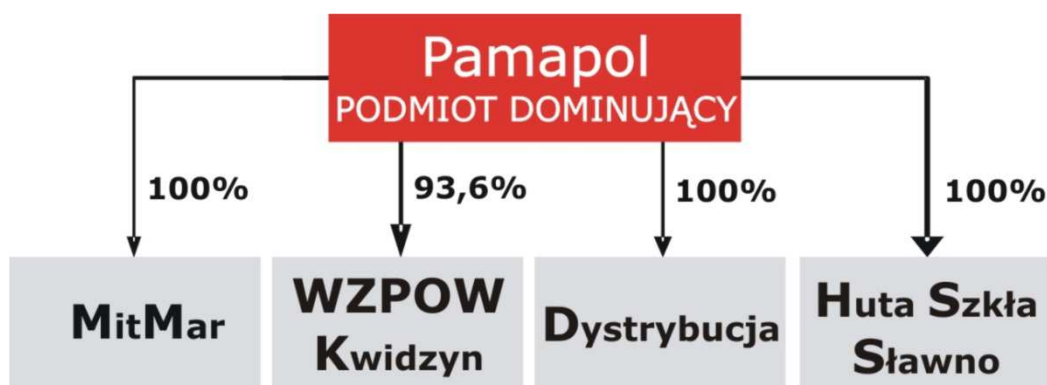 Pamapol
PODMIOT DOMINUJĄCY
100%
93,6%
100%
100%
MitMar
WZPOW
Kwidzyn
Dystrybucja
Huta Szkła
Sławno